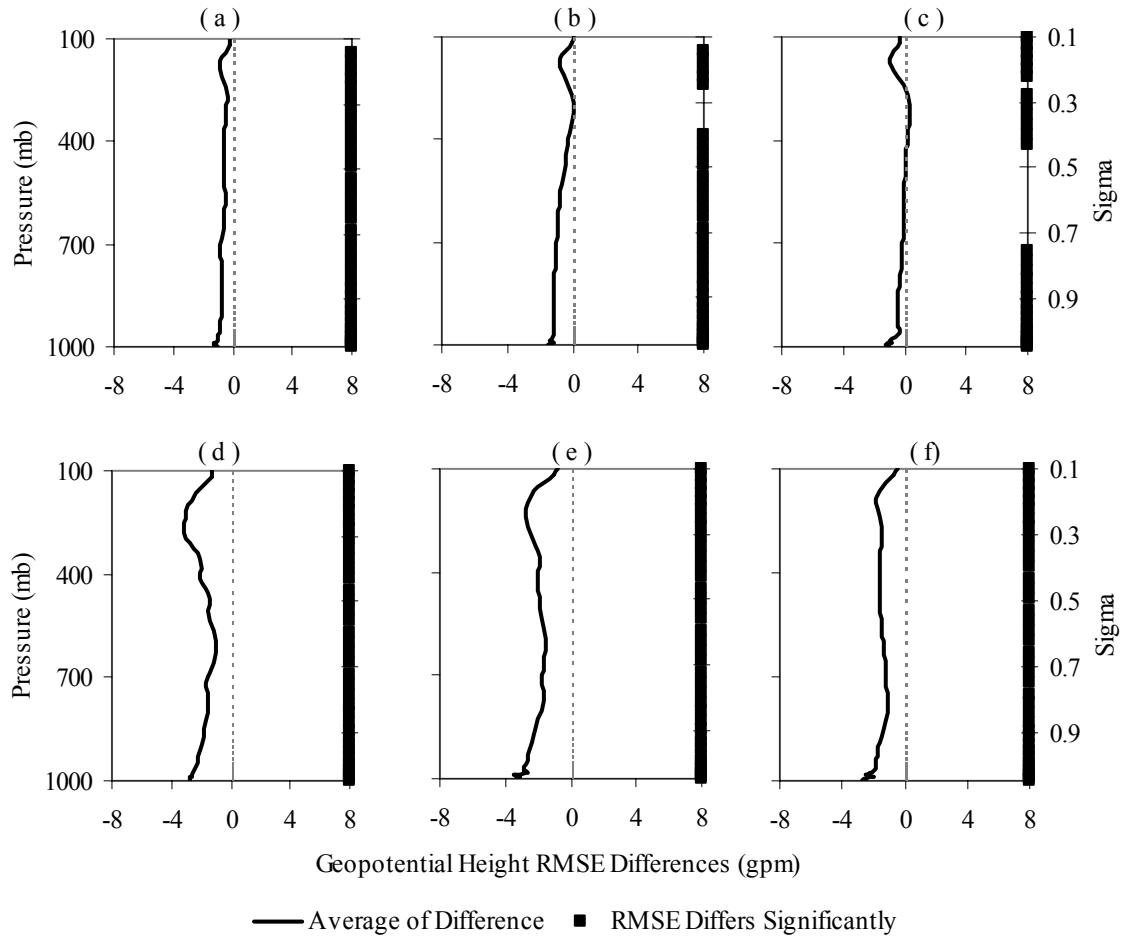 ( a ) ( b ) ( c )
100 0.1
0.3
400
0.5
0.7
700
0.9
1000
Pressure (mb) Sigma
-8 -4 0 4 8 -8 -4 0 4 8 -8 -4 0 4 8
( d ) ( e ) ( f)
100 0.1
0.3
400
0.5
0.7
700
0.9
1000
Pressure (mb) Sigma
-8 -4 0 4 8 -8 -4 0 4 8 -8 -4 0 4 8
Geopotential Height RMSE Differences (gpm)
Average of Difference RMSE Differs Significantly